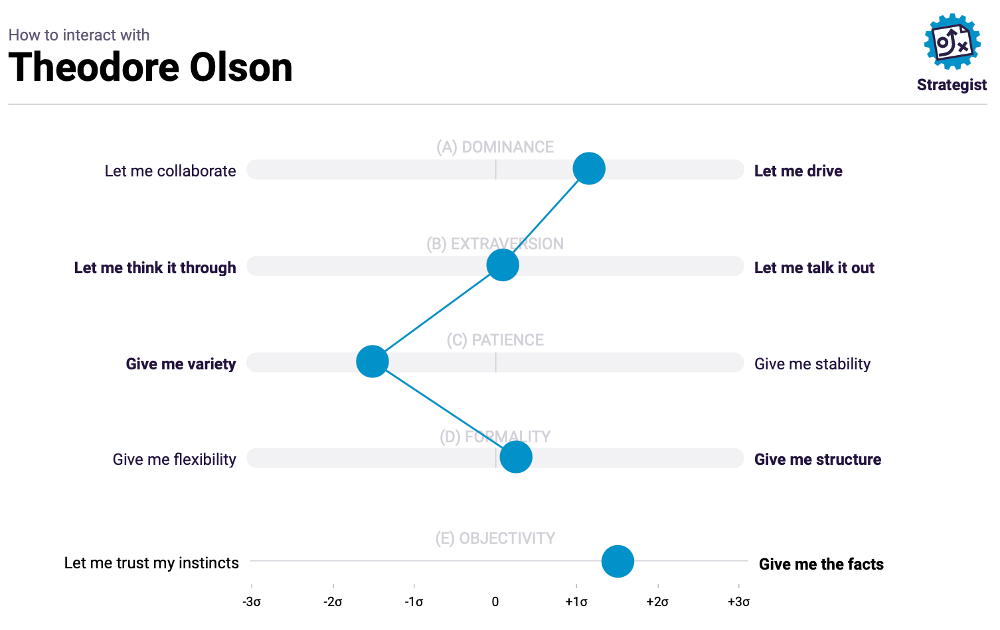 How to interact with
Theodore Olson
Strategist
(A) DOMINANCE
Let me collaborate
Let me drive
(B) EXTRAVERSION
Let me think it through
Let me talk it out
(C) PATIENCE
Give me variety
Give me stability
(D) FORMALITY
Give me flexibility
Give me structure
(E) OBJECTIVITY
Let me trust my instincts
Give me the facts
-3σ -2σ -1σ 0 +1σ +2σ +3σ